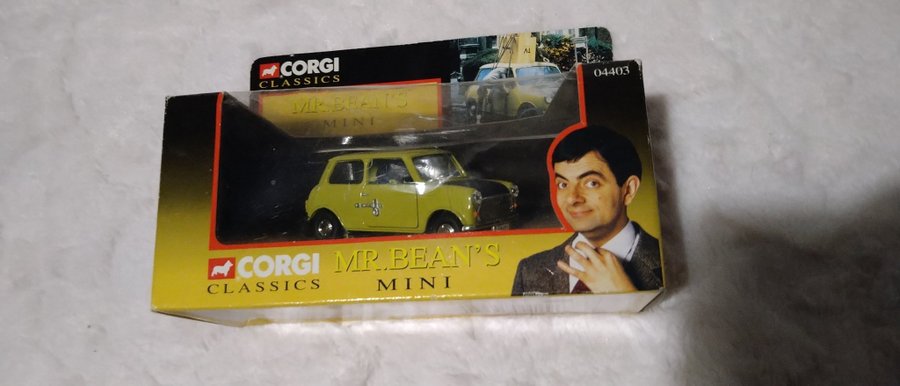 CORGI
CLASSICS
04403
MR. BEAN'S
MINI
CORGI
CLASSICS
MR. BEAN'S
MINI